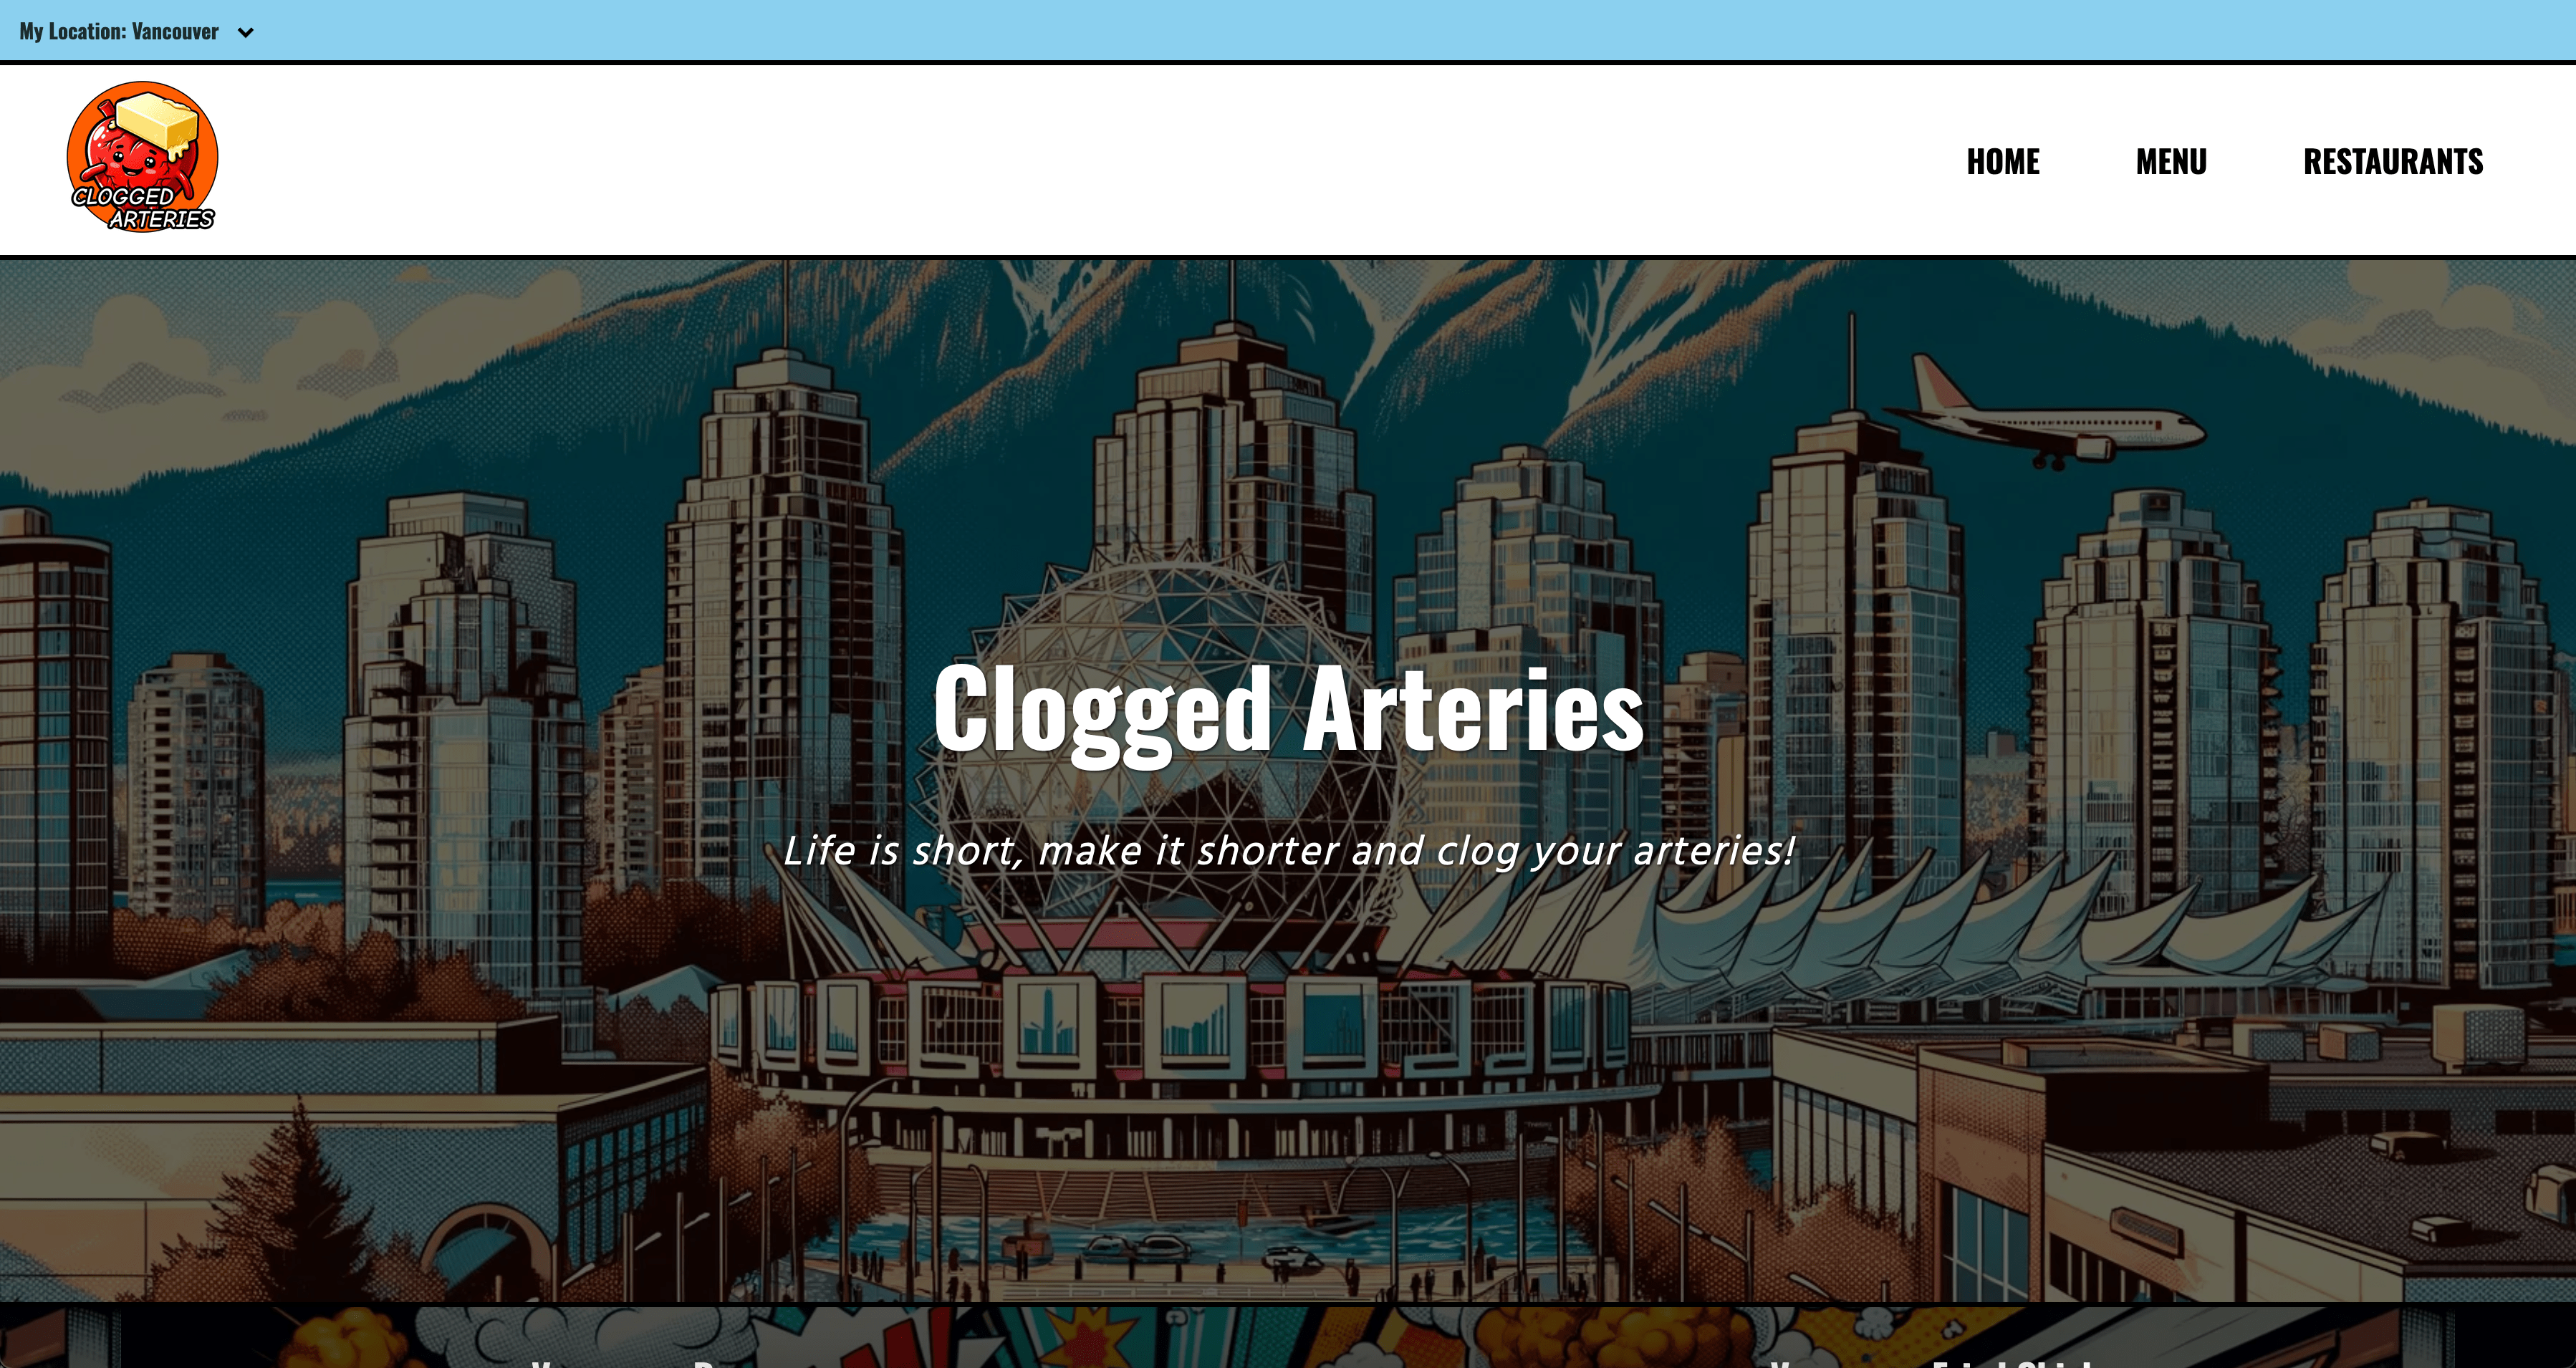 My Location: Vancouver
CLOGGED
ARTERIES
HOME MENU RESTAURANTS
Clogged Arteries
Life is short, make it shorter and clog your arteries!